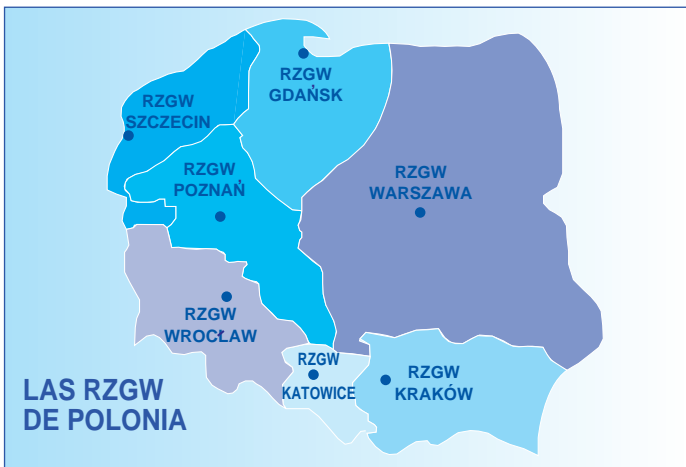 RZGW
GDAŃSK
RZGW
SZCZECIN
RZGW
POZNAŃ
RZGW
WARSZAWA
RZGW
WROCŁAW
RZGW
KATOWICE
RZGW
KRAKÓW
LAS RZGW
DE POLONIA